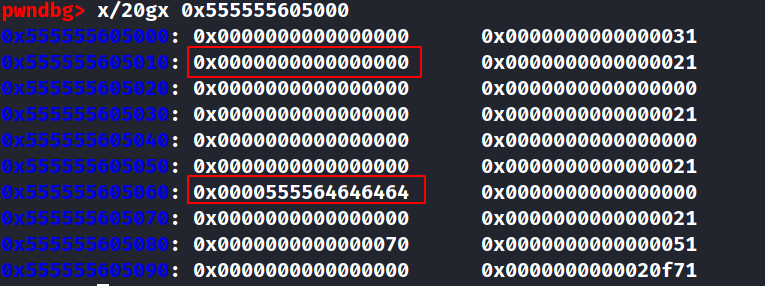 pwndbg> x/20gx 0x555555605000
0x555555605000: 0x0000000000000000 0x0000000000000031
0x555555605010: 0x0000000000000000 0x0000000000000021
0x555555605020: 0x0000000000000000 0x0000000000000000
0x555555605030: 0x0000000000000000 0x0000000000000021
0x555555605040: 0x0000000000000000 0x0000000000000000
0x555555605050: 0x0000000000000000 0x0000000000000021
0x555555605060: 0x0000555564646464 0x0000000000000000
0x555555605070: 0x0000000000000000 0x0000000000000021
0x555555605080: 0x0000000000000070 0x0000000000000051
0x555555605090: 0x0000000000000000 0x0000000000020f71